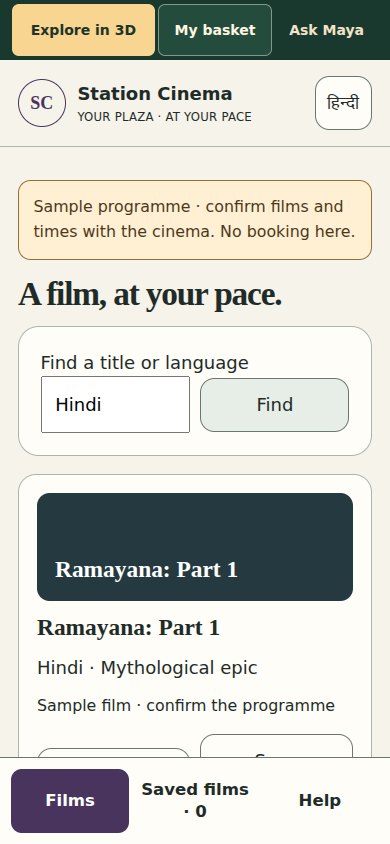 Explore in 3D
My basket
Ask Maya
SC
Station Cinema
YOUR PLAZA · AT YOUR PACE
हिन्दी
Sample programme · confirm films and
times with the cinema. No booking here.
A film, at your pace.
Find a title or language
Hindi
Find
Ramayana: Part 1
Ramayana: Part 1
Hindi · Mythological epic
Sample film · confirm the programme
Films
Saved films
· 0
Help